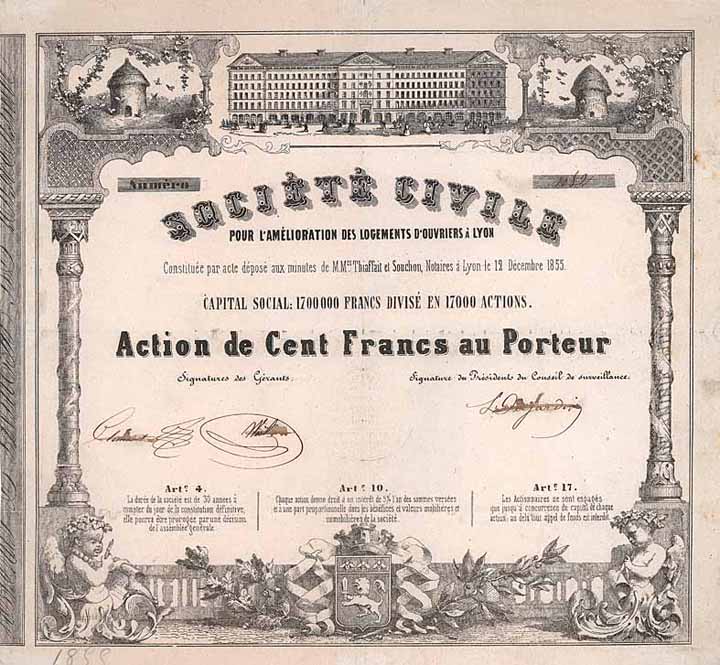 Numéro
SOCIÉTÉ CIVILE
POUR L'AMÉLIORATION DES LOGEMENTS D'OUVRIERS À LYON
Constituée par acte déposé aux minutes de M.Mes Thiaffait et Souchon, Notaires à Lyon le 12 Décembre 1855.
CAPITAL SOCIAL: 1700000 FRANCS DIVISÉ EN 17000 ACTIONS.
Action de Cent Francs au Porteur
Signatures des Gérants.
Signature du Président du Conseil de surveillance.
Arte 4.
La durée de la société est de 30 années à
compter du jour de la constitution définitive,
elle pourra être prorogée par une décision
de l'assemblée générale.
Arte 10.
Chaque action donne droit à un intérêt de 5% l'an des sommes versées
et à une part proportionnelle dans les bénéfices et valeurs mobilières et
immobilières de la société.
Arte 17.
Les Actionnaires ne sont engagés
que jusqu'à concurrence du capital de chaque
action: au delà tout appel de fonds est interdit.